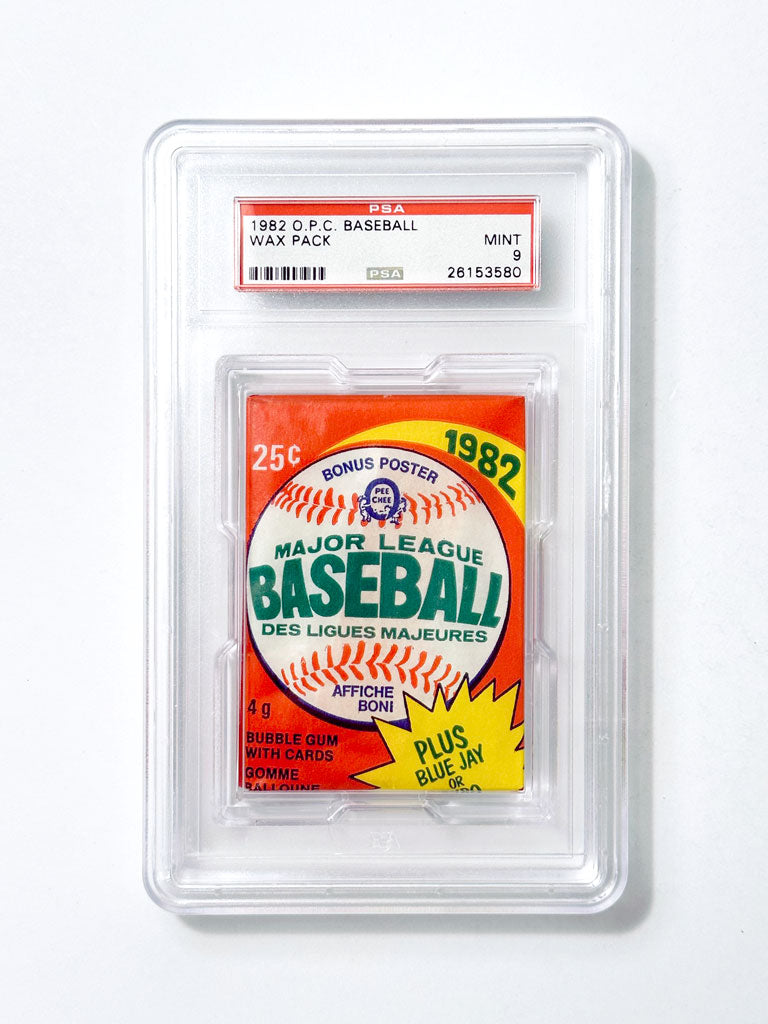 PSA
1982 O.P.C. BASEBALL
WAX PACK
MINT
9
PSA
26153580
25¢
1982
BONUS POSTER
PEE
CHEE
MAJOR LEAGUE
BASEBALL
DES LIGUES MAJEURES
AFFICHE
BONI
4 g
BUBBLE GUM
WITH CARDS
GOMME
BALLOUNE
PLUS
BLUE JAY
OR